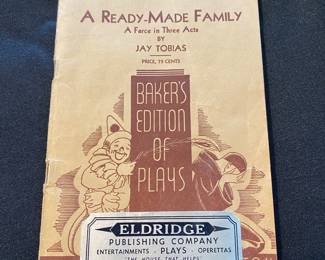 A READY-MADE FAMILY
A Farce in Three Acts
BY
JAY TOBIAS
PRICE, 75 CENTS
BAKER'S
EDITION
OF
PLAYS
ELDRIDGE
PUBLISHING COMPANY
ENTERTAINMENTS · PLAYS · OPERETTAS
"THE HOUSE THAT HELPS"